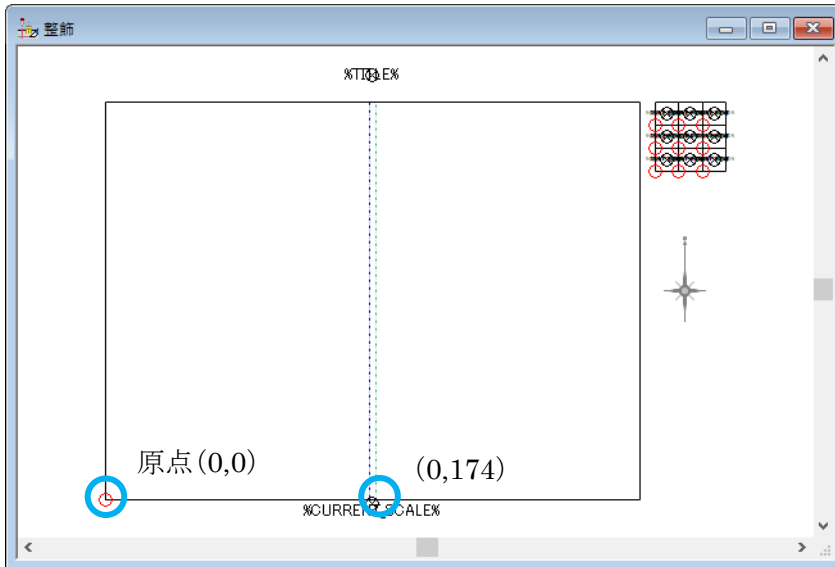 整飾
%TITLE%
原点(0,0)
(0,174)
%CURRENT_SCALE%